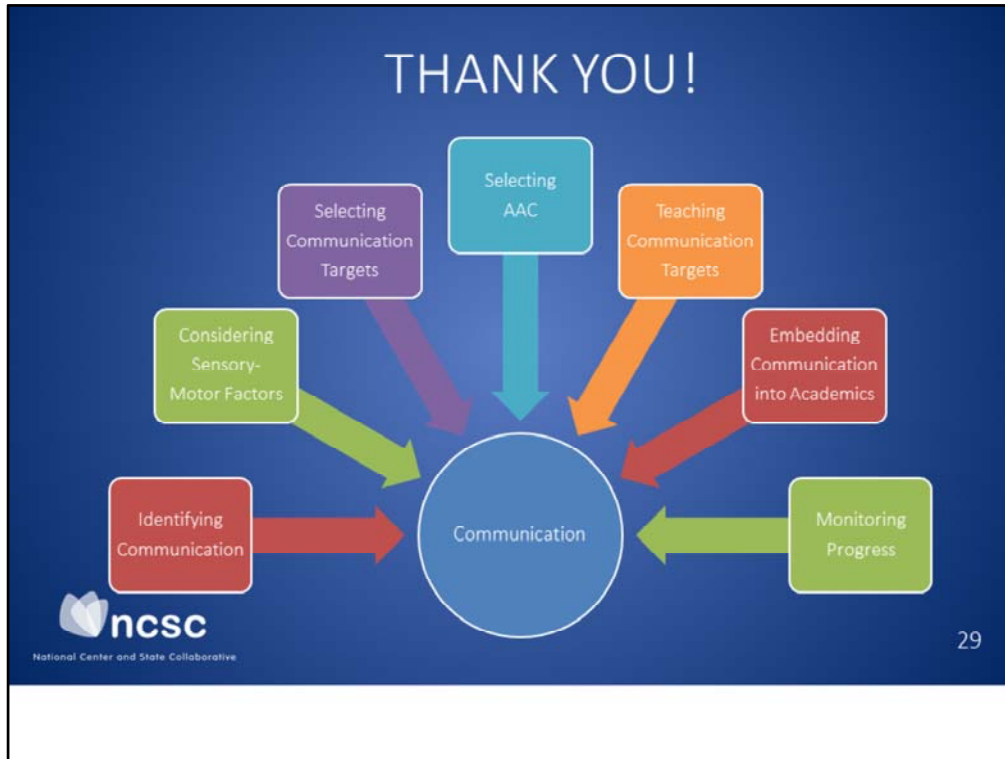 THANK YOU!
Selecting
AAC
Selecting
Communication
Targets
Teaching
Communication
Targets
Considering
Sensory-
Motor Factors
Embedding
Communication
into Academics
Identifying
Communication
Communication
Monitoring
Progress
ncsc
National Center and State Collaborative
29